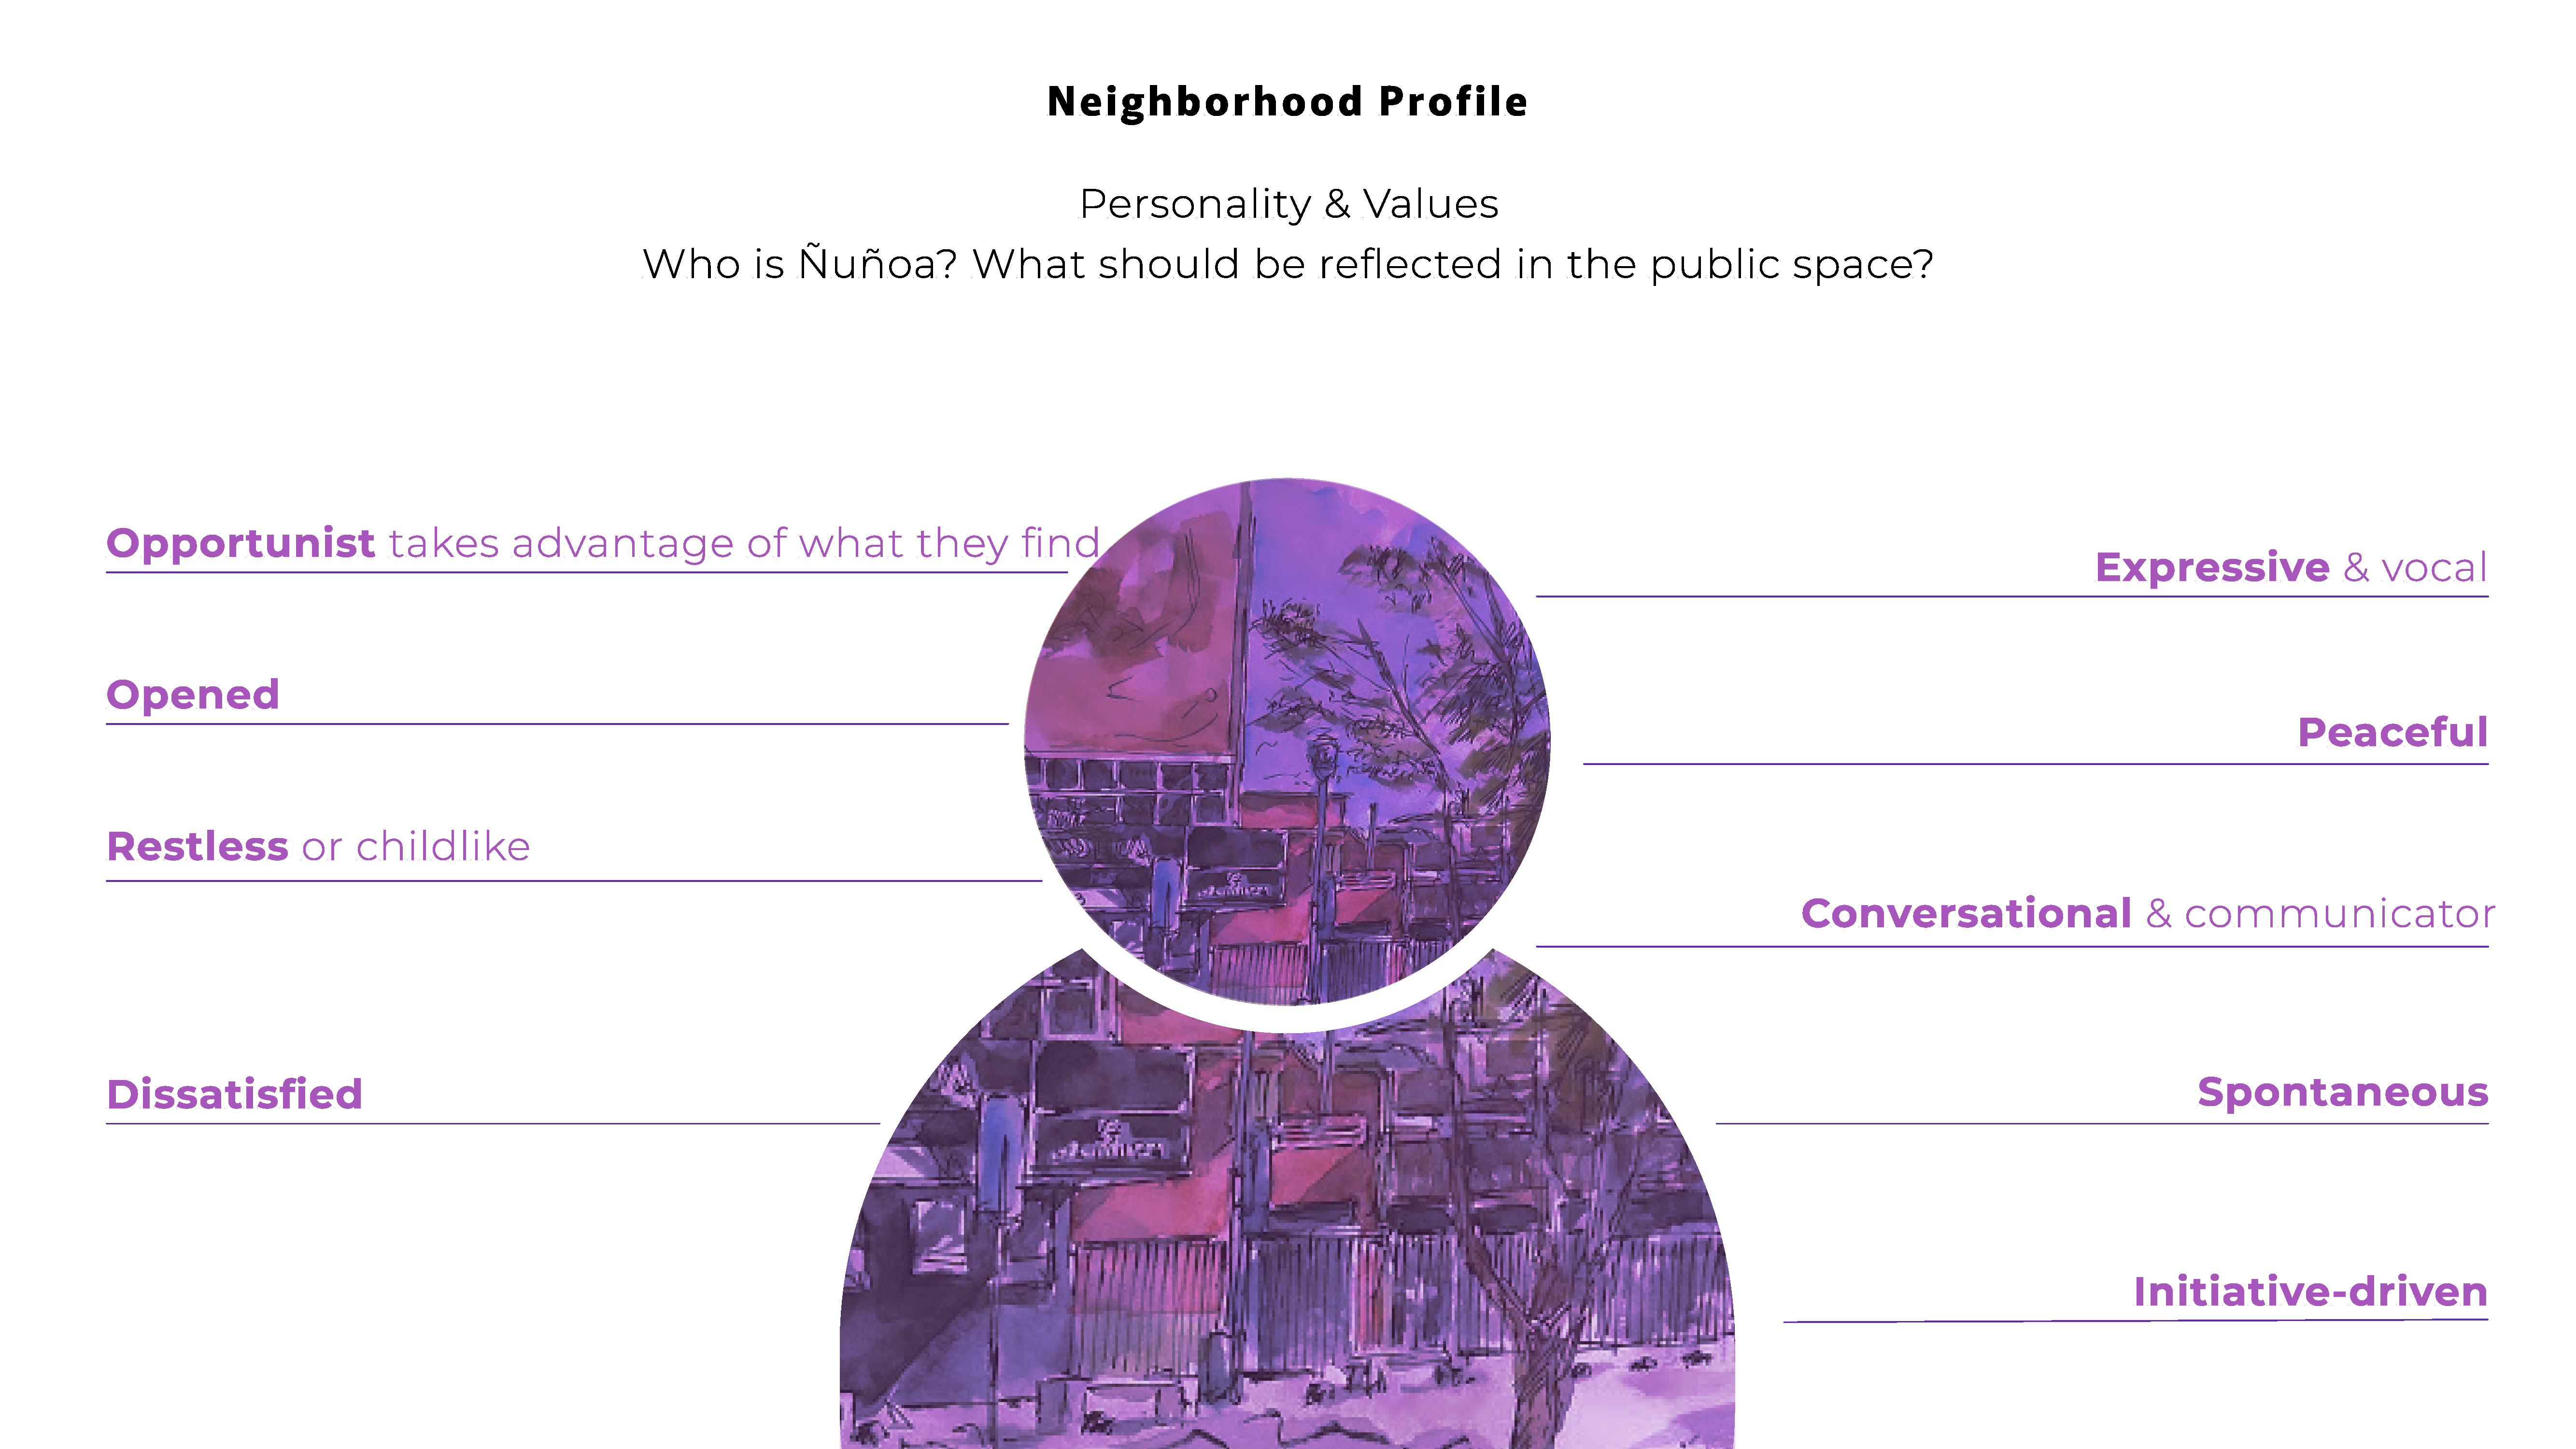 Neighborhood Profile
Personality & Values
Who is Ñuñoa? What should be reflected in the public space?
Opportunist takes advantage of what they find
Opened
Restless or childlike
Dissatisfied
Expressive & vocal
Peaceful
Conversational & communicator
Spontaneous
Initiative-driven